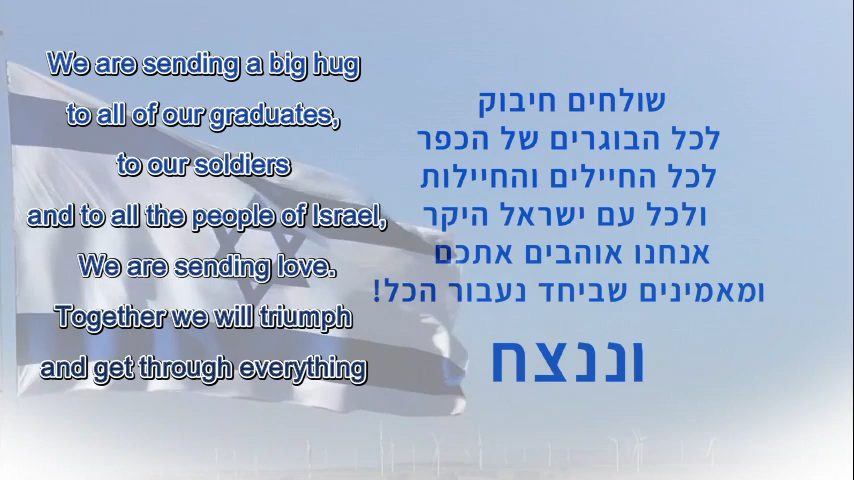 We are sending a big hug
to all of our graduates,
to our soldiers
and to all the people of Israel,
We are sending love.
Together we will triumph
and get through everything
שולחים חיבוק
לכל הבוגרים של הכפר
לכל החיילים והחיילות
ולכל עם ישראל היקר
אנחנו אוהבים אתכם
ומאמינים שביחד נעבור הכל!
וננצח